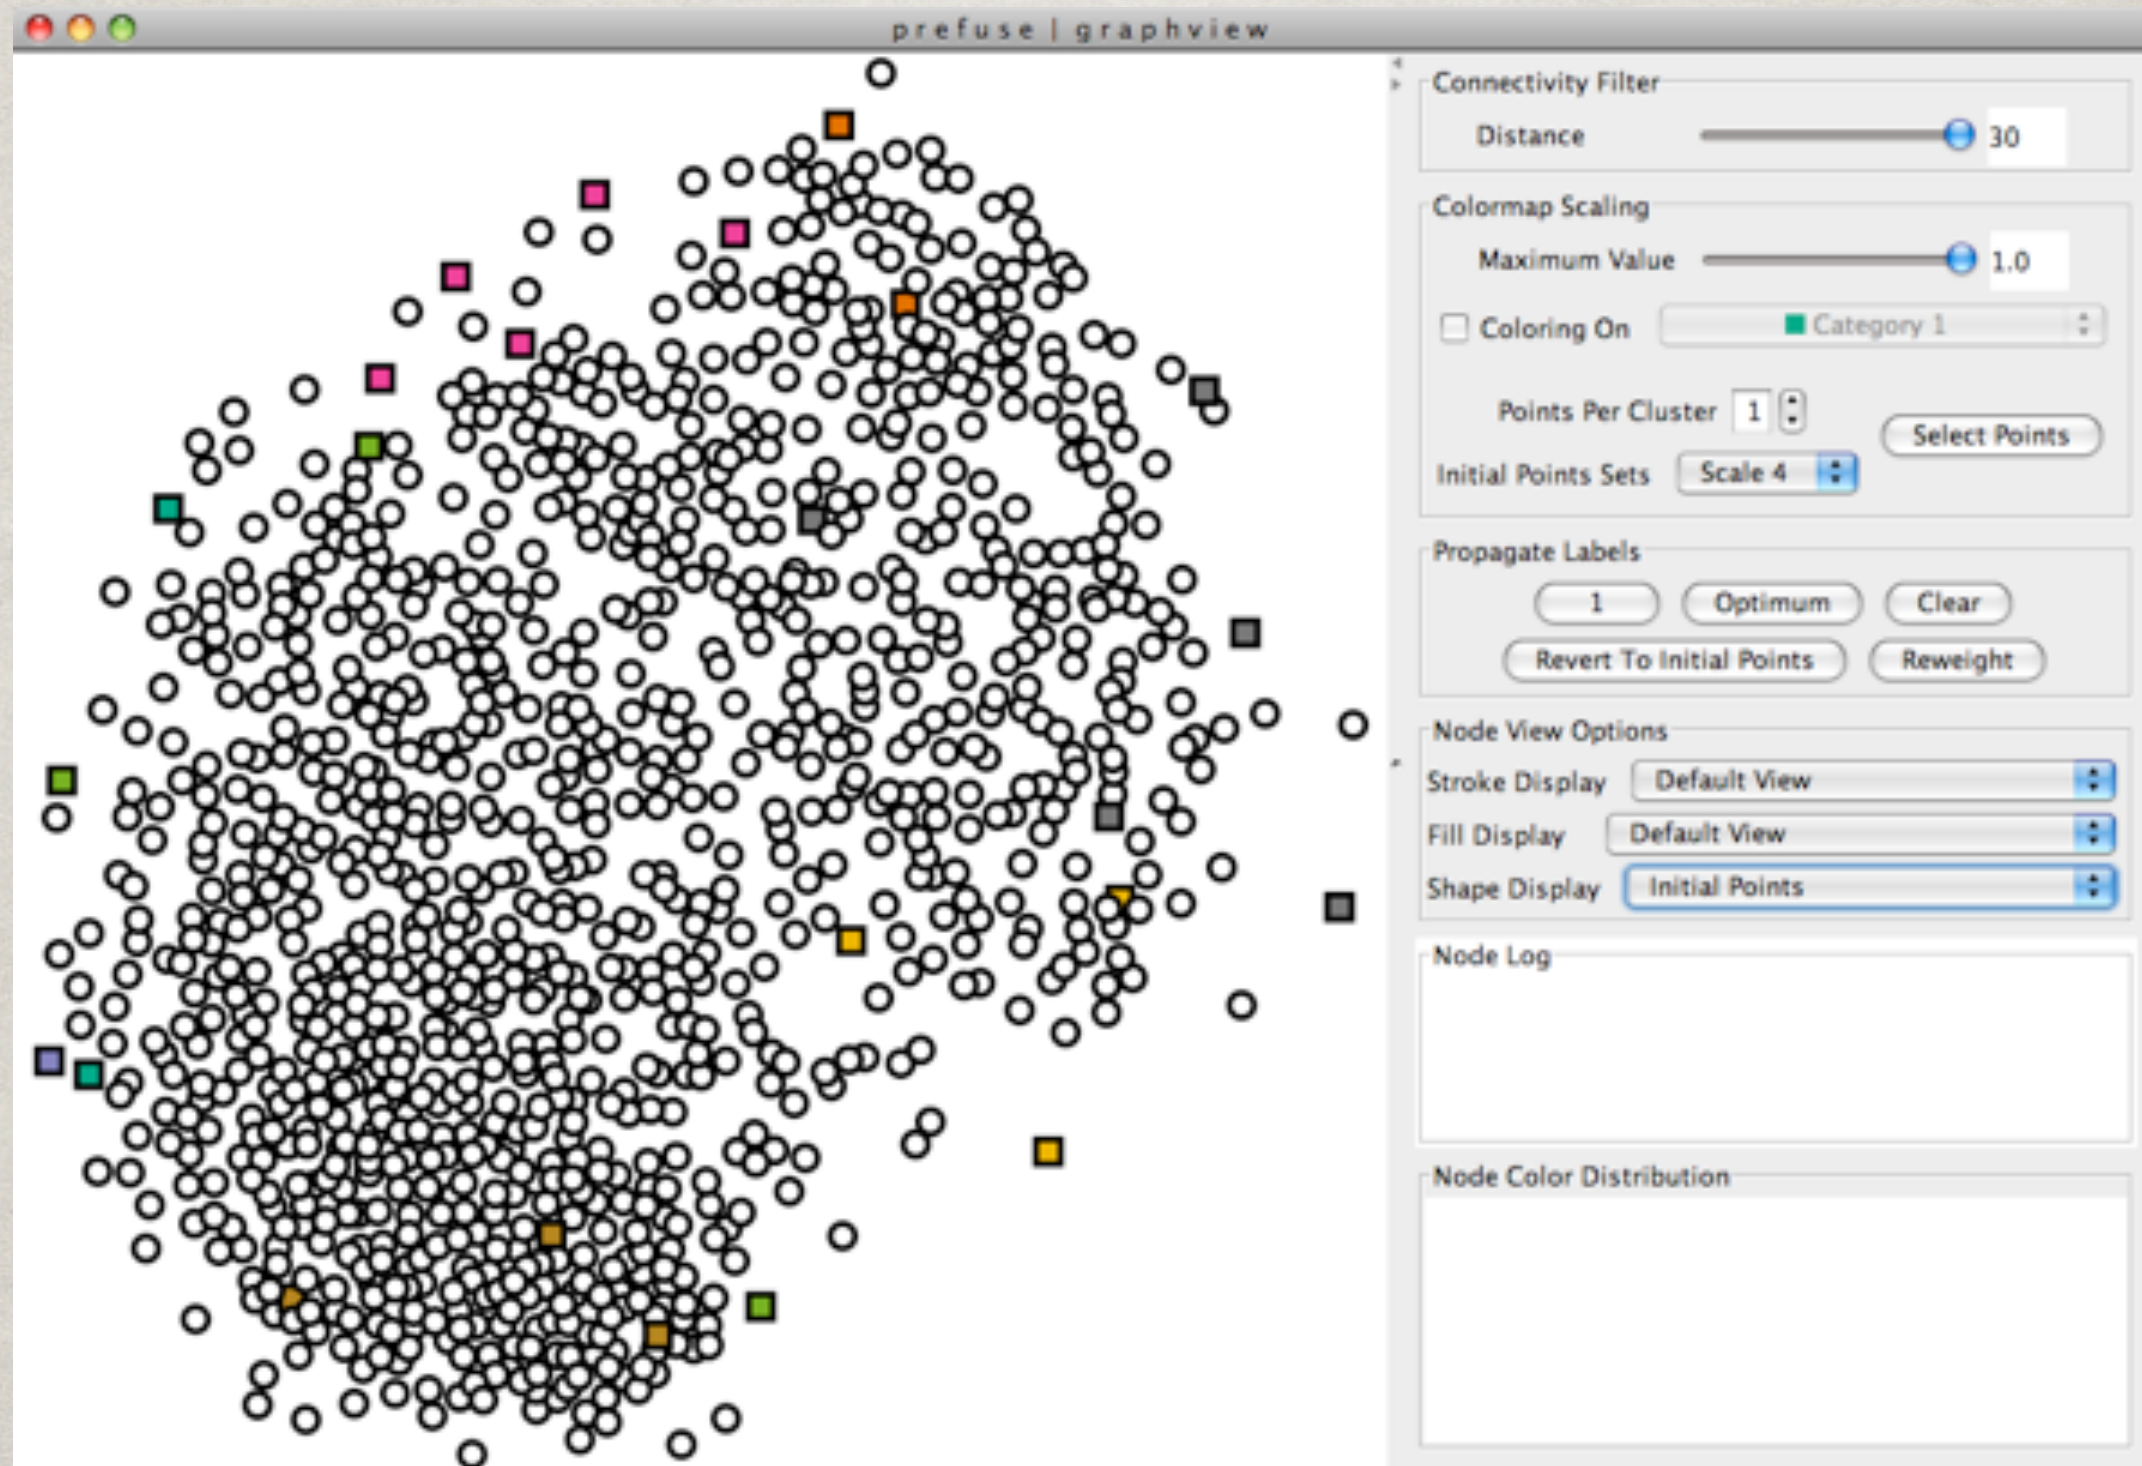 prefuse | graphview
Connectivity Filter
Distance 30
Colormap Scaling
Maximum Value 1.0
Coloring On Category 1
Points Per Cluster 1
Select Points
Initial Points Sets Scale 4
Propagate Labels
1 Optimum Clear
Revert To Initial Points Reweight
Node View Options
Stroke Display Default View
Fill Display Default View
Shape Display Initial Points
Node Log
Node Color Distribution